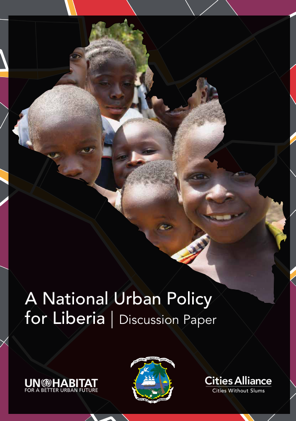 A National Urban Policy
for Liberia | Discussion Paper
UN HABITAT
FOR A BETTER URBAN FUTURE
Cities Alliance
Cities Without Slums